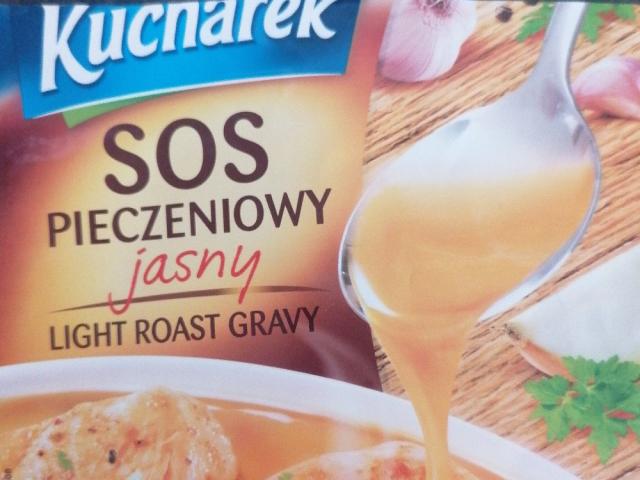 Kucharek
SOS
PIECZENIOWY
jasny
LIGHT ROAST GRAVY